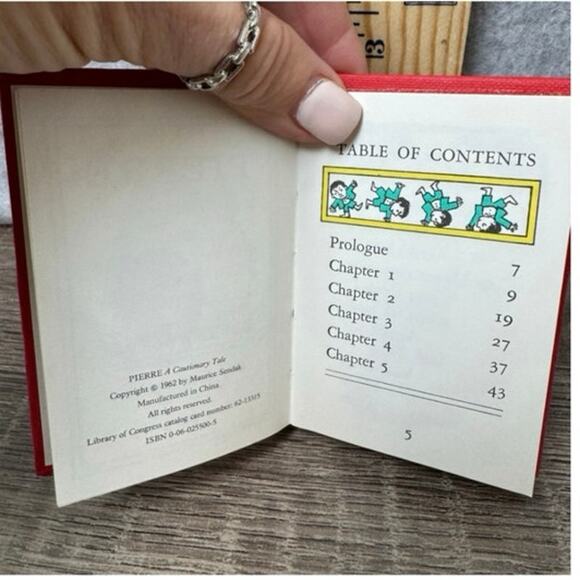 PIERRE A Cautionary Tale
Copyright © 1962 by Maurice Sendak
Manufactured in China.
All rights reserved.
Library of Congress catalog card number: 62-13315
ISBN 0-06-025500-5
13
TABLE OF CONTENTS
Prologue 7
Chapter 1 9
Chapter 2 19
Chapter 3 27
Chapter 4 37
Chapter 5 43
5